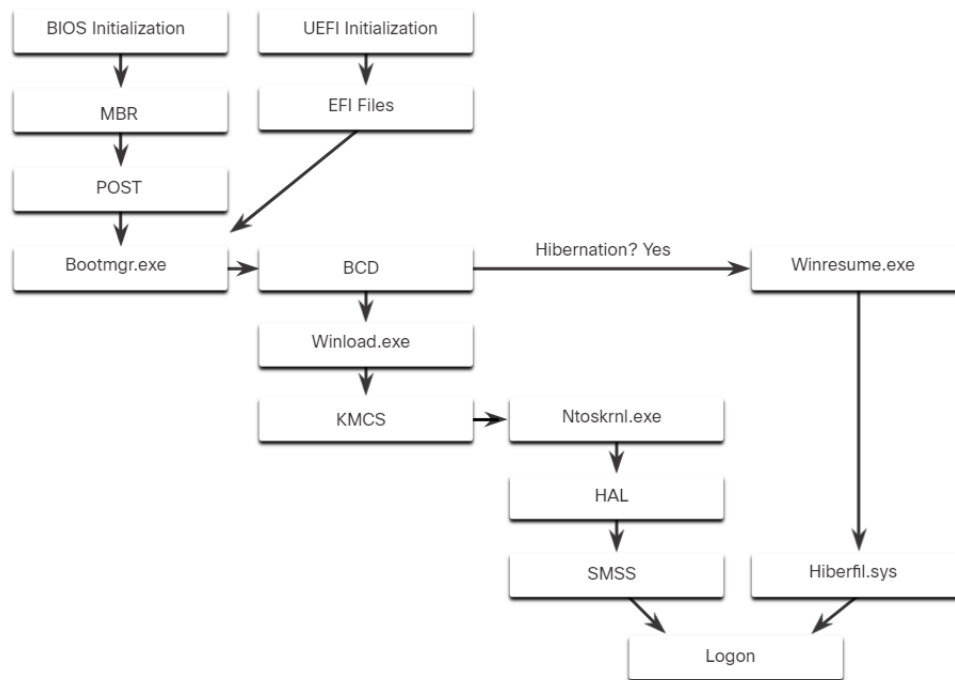 BIOS Initialization
UEFI Initialization
MBR
EFI Files
POST
Bootmgr.exe
BCD
Hibernation? Yes
Winresume.exe
Winload.exe
KMCS
Ntoskrnl.exe
HAL
SMSS
Hiberfil.sys
Logon